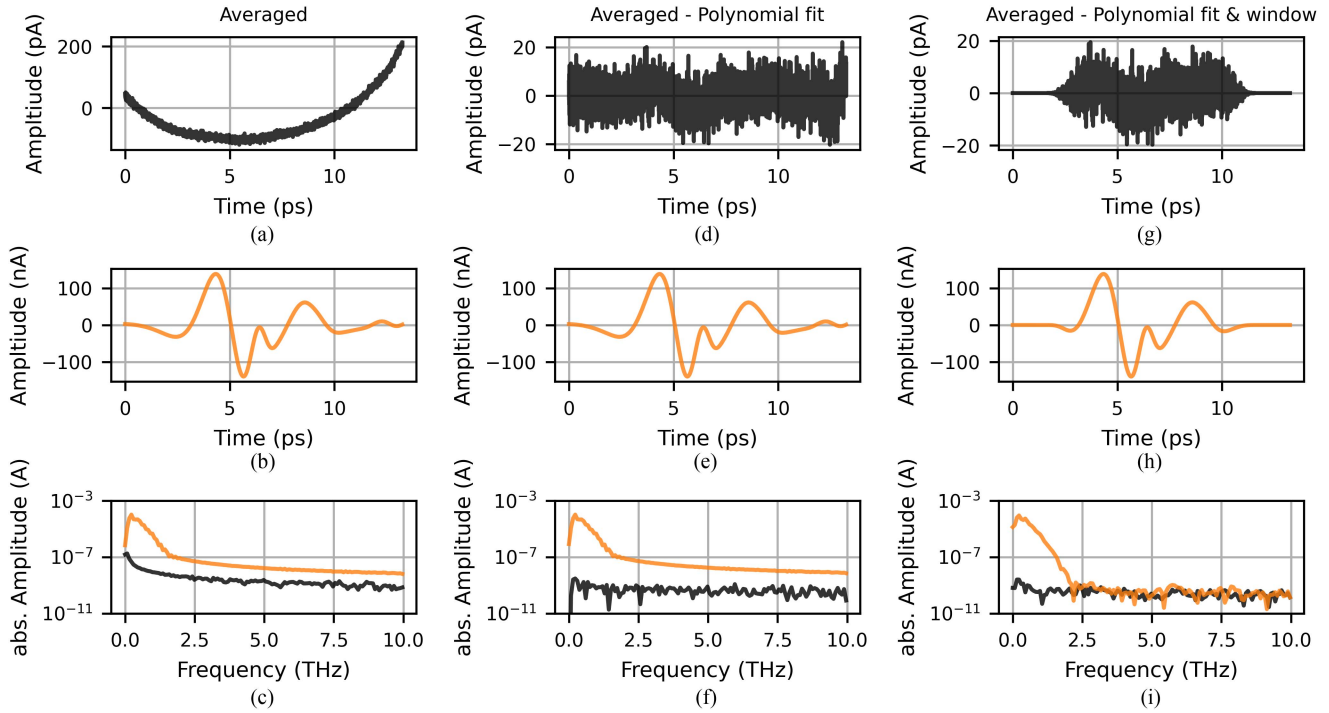 Averaged
Averaged - Polynomial fit
Averaged - Polynomial fit & window
Ampltiude (pA)
200
0
0
5
10
Time (ps)
(a)
Ampltiude (pA)
20
0
−20
0
5
10
Time (ps)
(d)
Ampltiude (pA)
20
0
−20
0
5
10
Time (ps)
(g)
Ampltiude (nA)
100
0
−100
0
5
10
Time (ps)
(b)
Ampltiude (nA)
100
0
−100
0
5
10
Time (ps)
(e)
Ampltiude (nA)
100
0
−100
0
5
10
Time (ps)
(h)
abs. Amplitude (A)
10⁻³
10⁻⁷
10⁻¹¹
0.0
2.5
5.0
7.5
10.0
Frequency (THz)
(c)
abs. Amplitude (A)
10⁻³
10⁻⁷
10⁻¹¹
0.0
2.5
5.0
7.5
10.0
Frequency (THz)
(f)
abs. Amplitude (A)
10⁻³
10⁻⁷
10⁻¹¹
0.0
2.5
5.0
7.5
10.0
Frequency (THz)
(i)